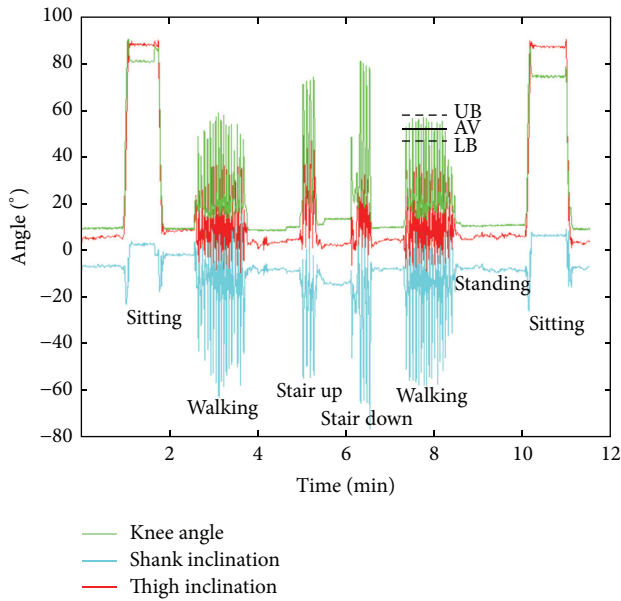 100
80
60
40
20
0
−20
−40
−60
−80
Angle (°)
UB
AV
LB
Standing
Sitting
Sitting
Walking
Stair up
Walking
Stair down
2
4
6
8
10
12
Time (min)
Knee angle
Shank inclination
Thigh inclination